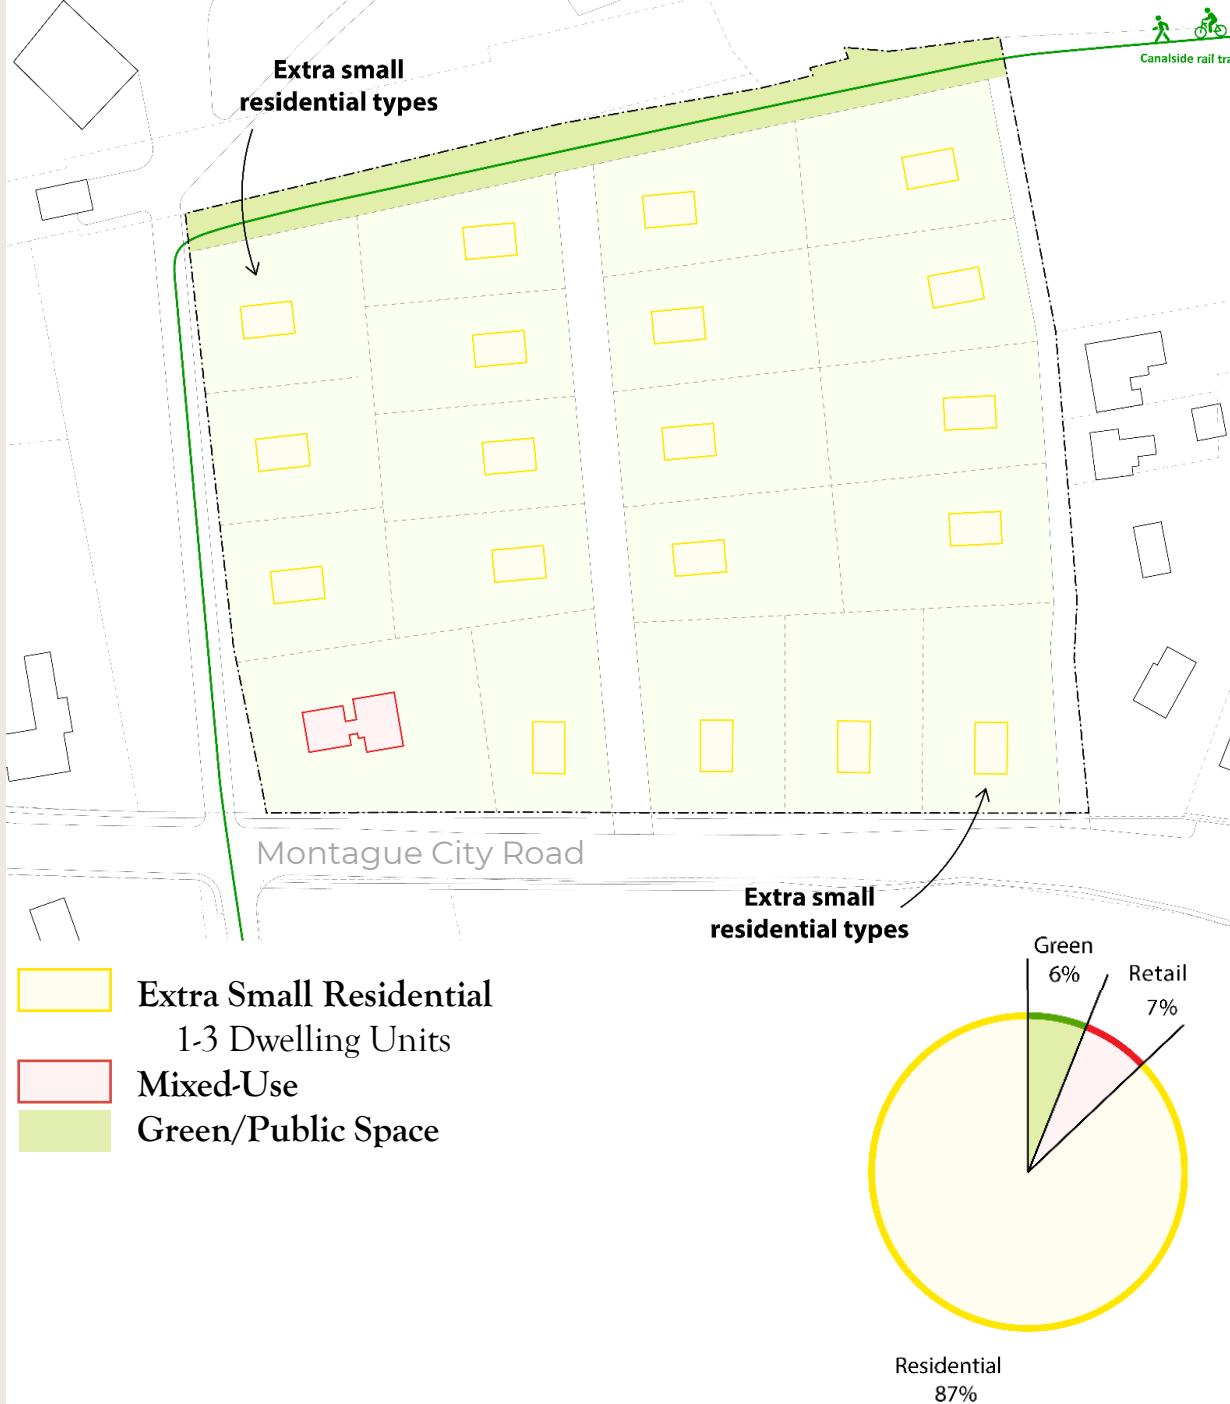 Canalside rail tra
Extra small
residential types
Montague City Road
Extra small
residential types
Extra Small Residential
1-3 Dwelling Units
Mixed-Use
Green/Public Space
Green
6%
Retail
7%
Residential
87%